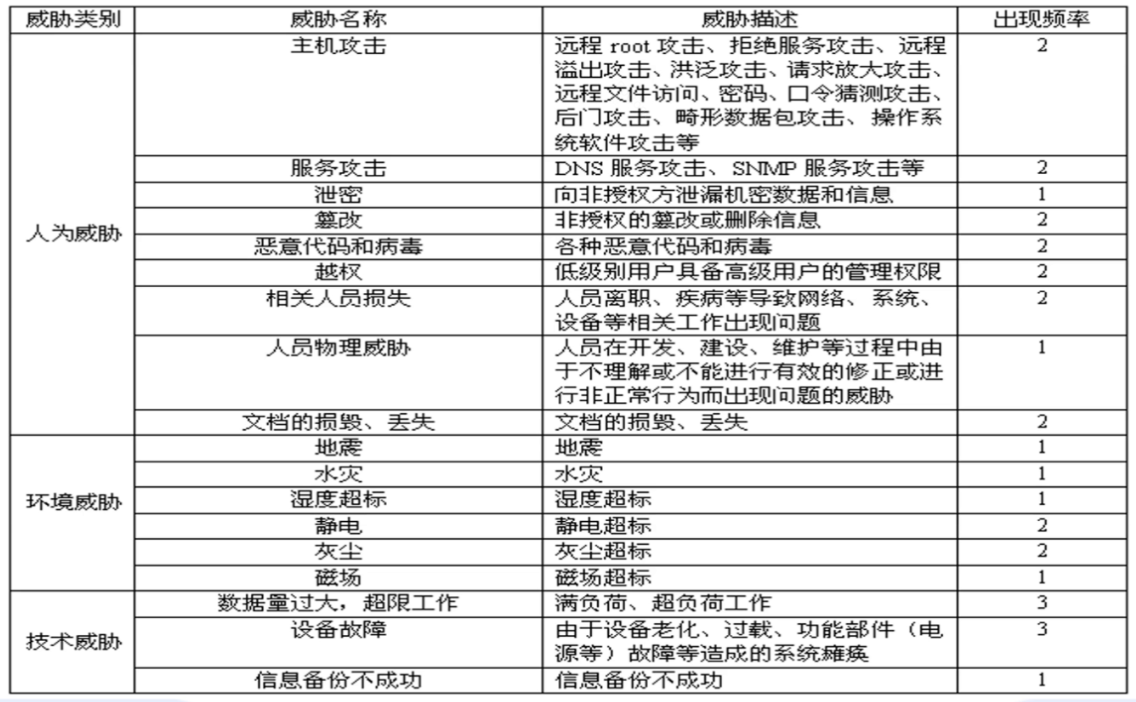 威胁类别 威胁名称 威胁描述 出现频率
人为威胁
主机攻击 远程 root 攻击、拒绝服务攻击、远程 2
溢出攻击、洪泛攻击、请求放大攻击、
远程文件访问、密码、口令猜测攻击、
后门攻击、畸形数据包攻击、操作系
统软件攻击等
服务攻击 DNS 服务攻击、SNMP 服务攻击等 2
泄密 向非授权方泄漏机密数据和信息 1
篡改 非授权的篡改或删除信息 2
恶意代码和病毒 各种恶意代码和病毒 2
越权 低级别用户具备高级用户的管理权限 2
相关人员损失 人员离职、疾病等导致网络、系统、 2
设备等相关工作出现问题
人员物理威胁 人员在开发、建设、维护等过程中由 1
于不理解或不能进行有效的修正或进
行非正常行为而出现问题的威胁
文档的损毁、丢失 文档的损毁、丢失 2
环境威胁
地震 地震 1
水灾 水灾 1
湿度超标 湿度超标 1
静电 静电超标 2
灰尘 灰尘超标 2
磁场 磁场超标 1
技术威胁
数据量过大，超限工作 满负荷、超负荷工作 3
设备故障 由于设备老化、过载、功能部件（电 3
源等）故障等造成的系统瘫痪
信息备份不成功 信息备份不成功 1